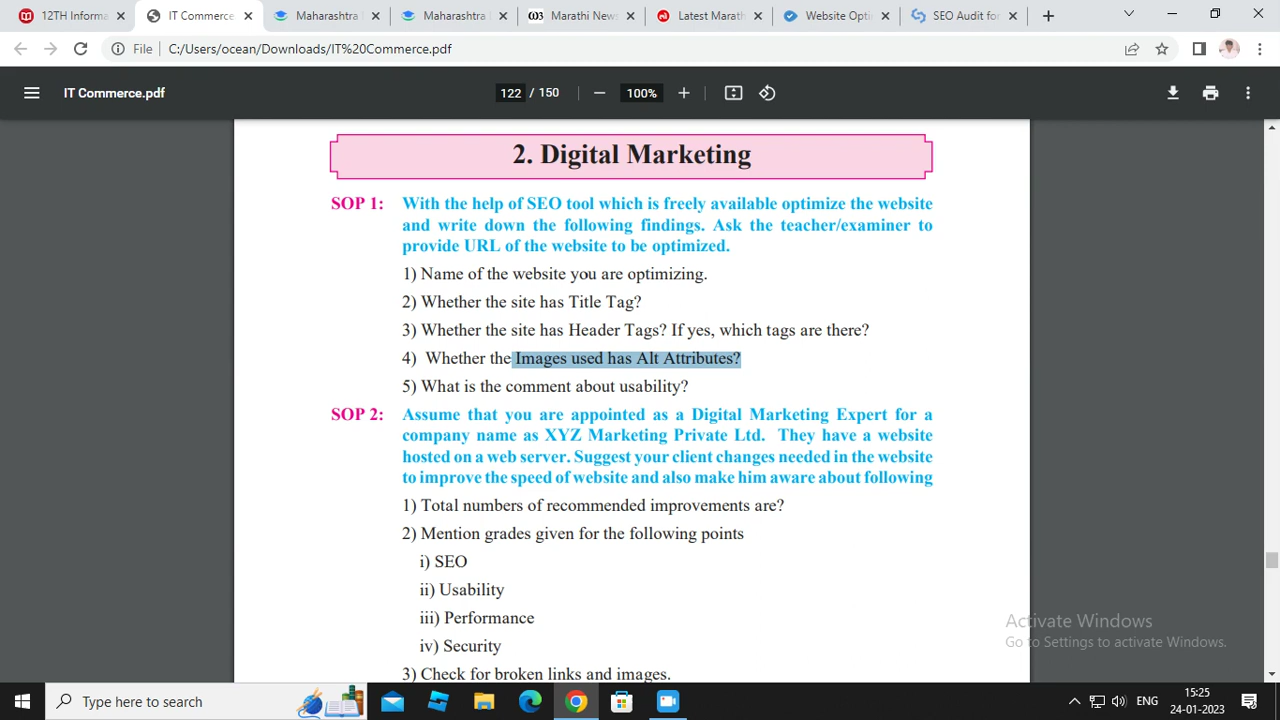 12TH Informa
IT Commerce
Maharashtra
Maharashtra
Marathi New
Latest Marat
Website Opti
SEO Audit fo
File | C:/Users/ocean/Downloads/IT%20Commerce.pdf
IT Commerce.pdf
122 / 150
100%
2. Digital Marketing
SOP 1: With the help of SEO tool which is freely available optimize the website
and write down the following findings. Ask the teacher/examiner to
provide URL of the website to be optimized.
1) Name of the website you are optimizing.
2) Whether the site has Title Tag?
3) Whether the site has Header Tags? If yes, which tags are there?
4) Whether the Images used has Alt Attributes?
5) What is the comment about usability?
SOP 2: Assume that you are appointed as a Digital Marketing Expert for a
company name as XYZ Marketing Private Ltd. They have a website
hosted on a web server. Suggest your client changes needed in the website
to improve the speed of website and also make him aware about following
1) Total numbers of recommended improvements are?
2) Mention grades given for the following points
i) SEO
ii) Usability
iii) Performance
iv) Security
3) Check for broken links and images.
Activate Windows
Go to Settings to activate Windows.
Type here to search
ENG
15:25
24-01-2023